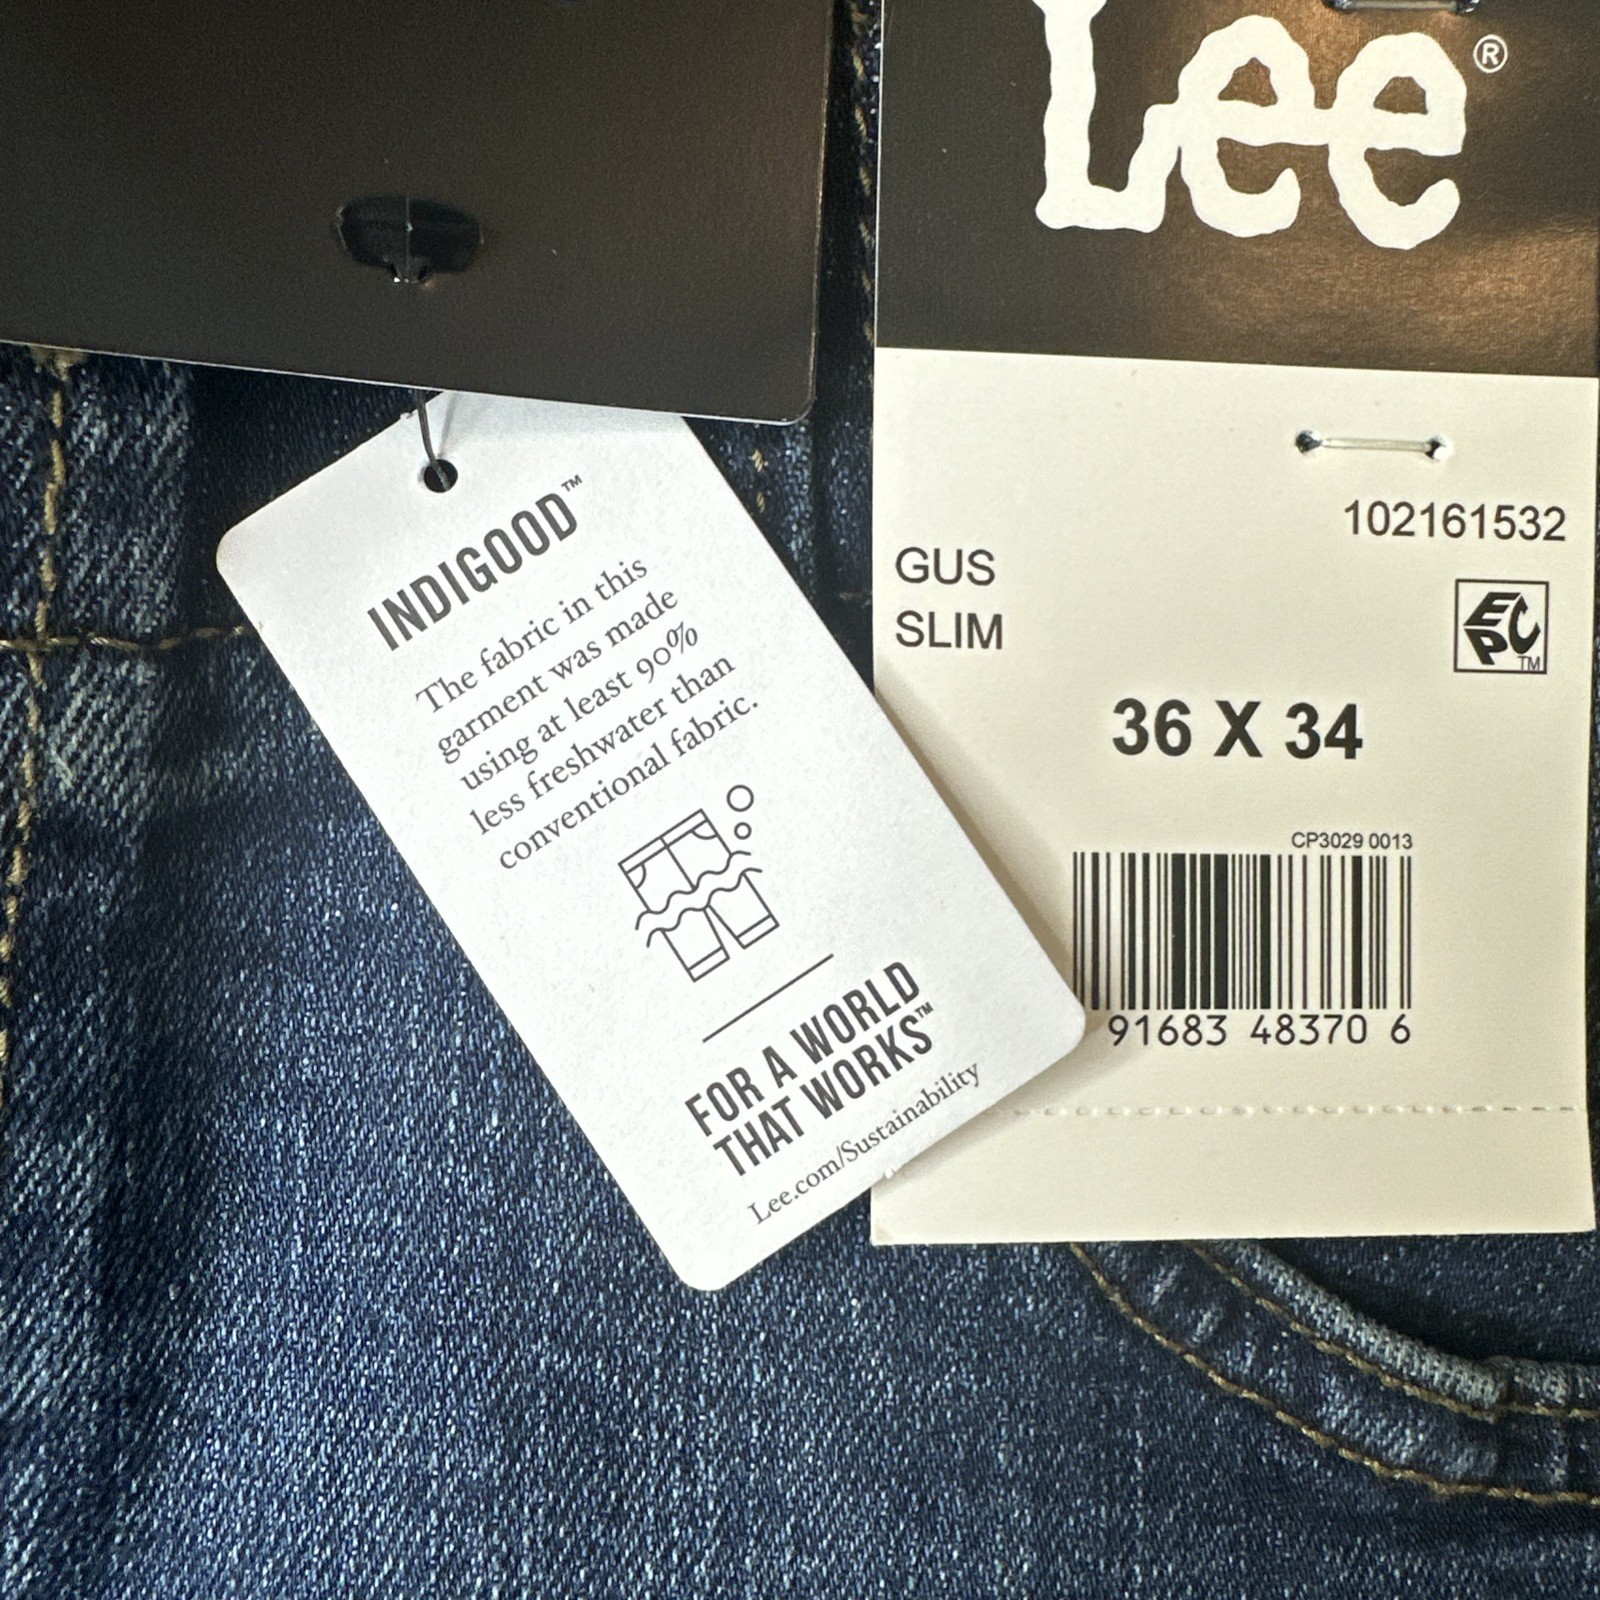 Lee®
INDIGOOD™
The fabric in this
garment was made
using at least 90%
less freshwater than
conventional fabric.
FOR A WORLD
THAT WORKS™
Lee.com/Sustainability
102161532
GUS
SLIM
EPC™
36 X 34
CP3029 0013
91683 48370 6